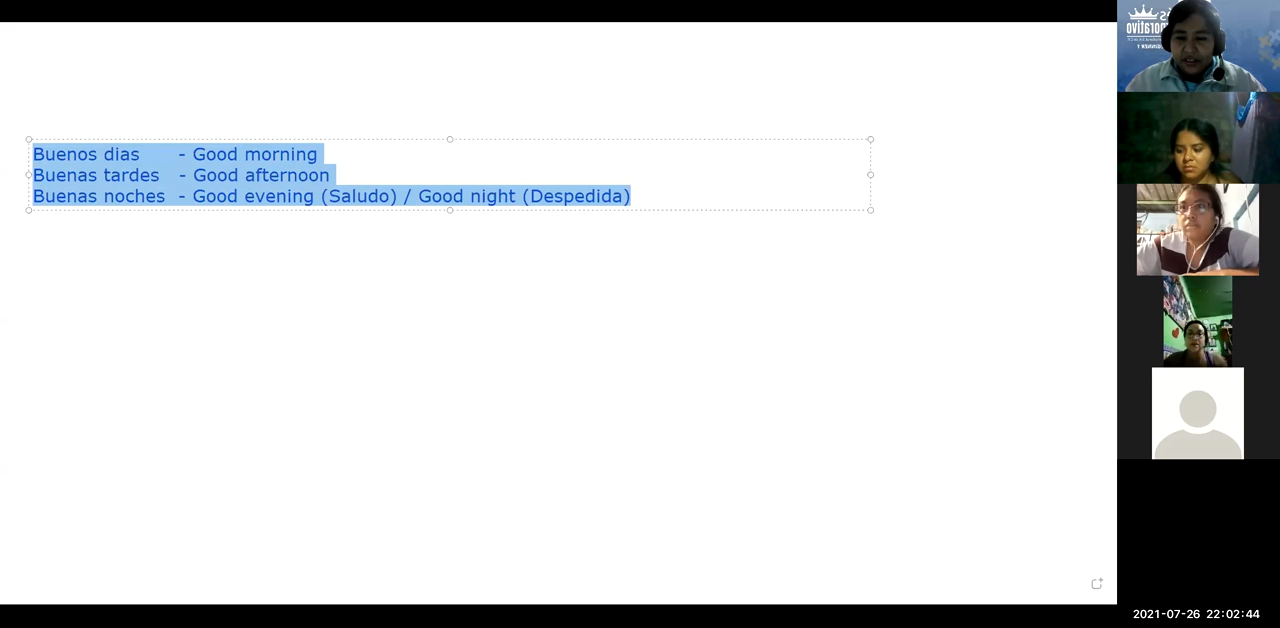 Buenos dias - Good morning
Buenas tardes - Good afternoon
Buenas noches - Good evening (Saludo) / Good night (Despedida)
2021-07-26 22:02:44